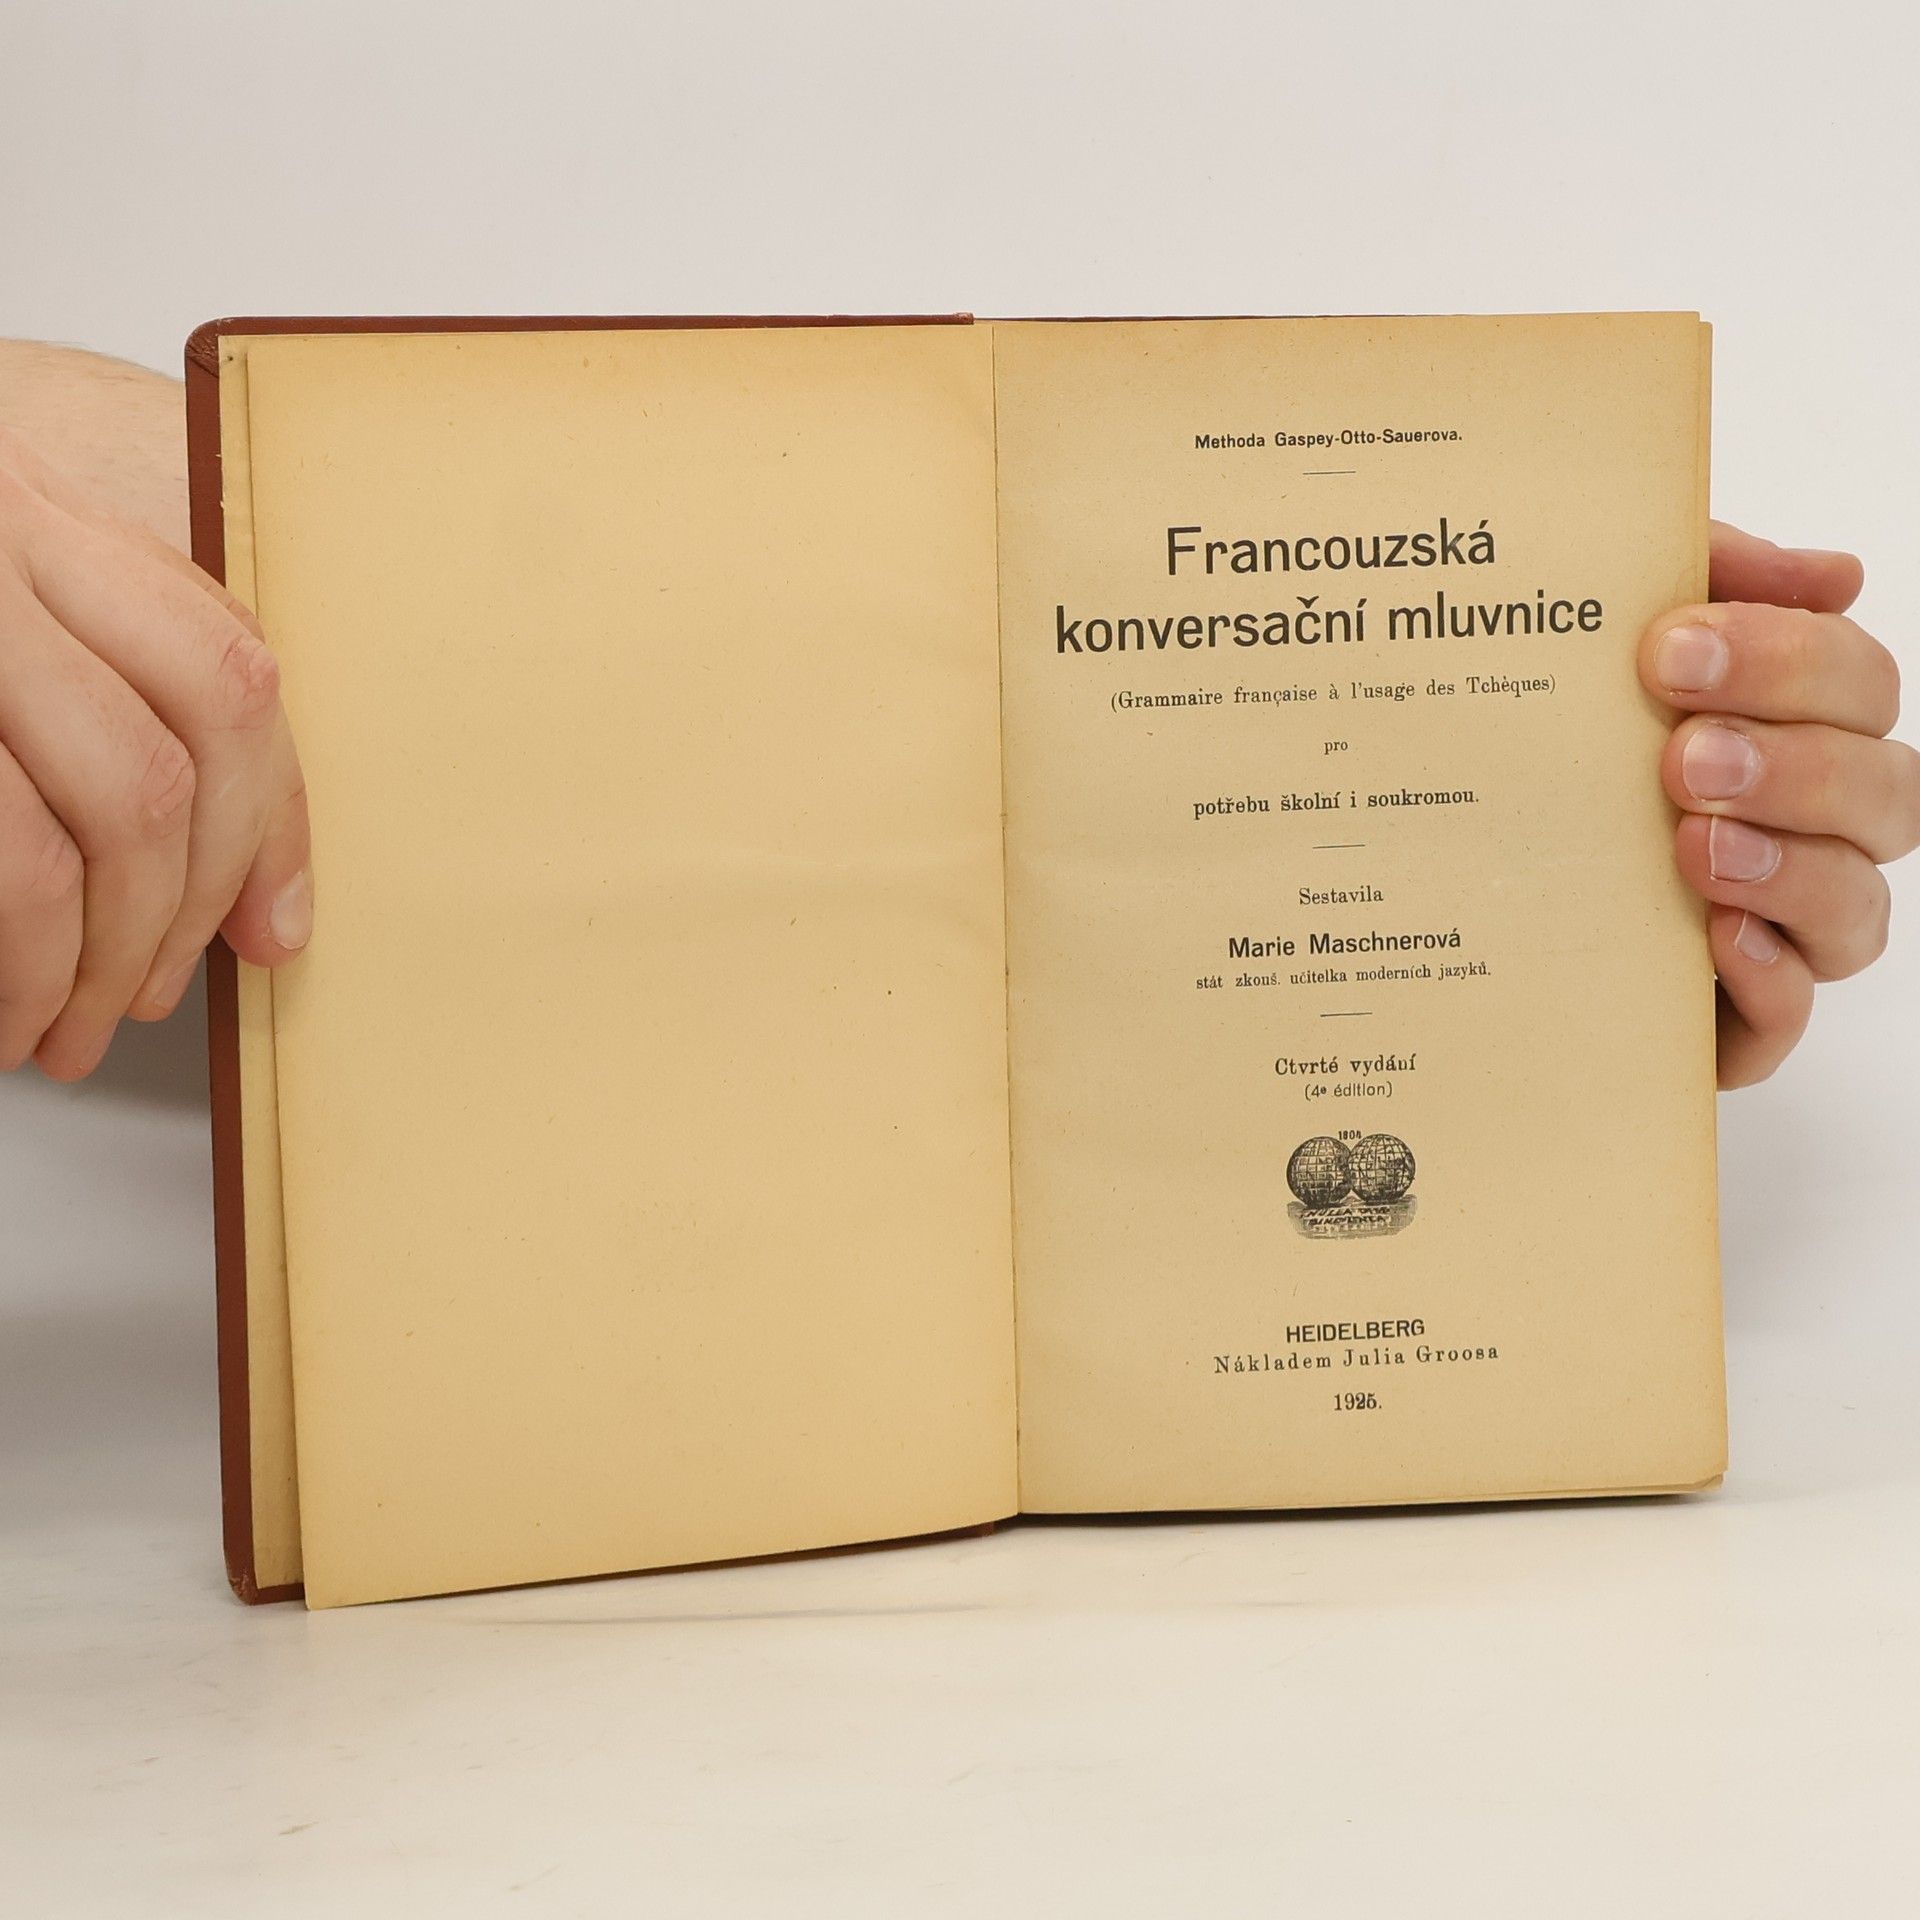 Methoda Gaspey-Otto-Sauerova.
Francouzská
konversační mluvnice
(Grammaire française à l'usage des Tchèques)
pro
potřebu školní i soukromou.
Sestavila
Marie Maschnerová
stát zkouš. učitelka moderních jazyků.
Čtvrté vydání
(4e édition)
1804
HEIDELBERG
Nákladem Julia Groosa
1925.